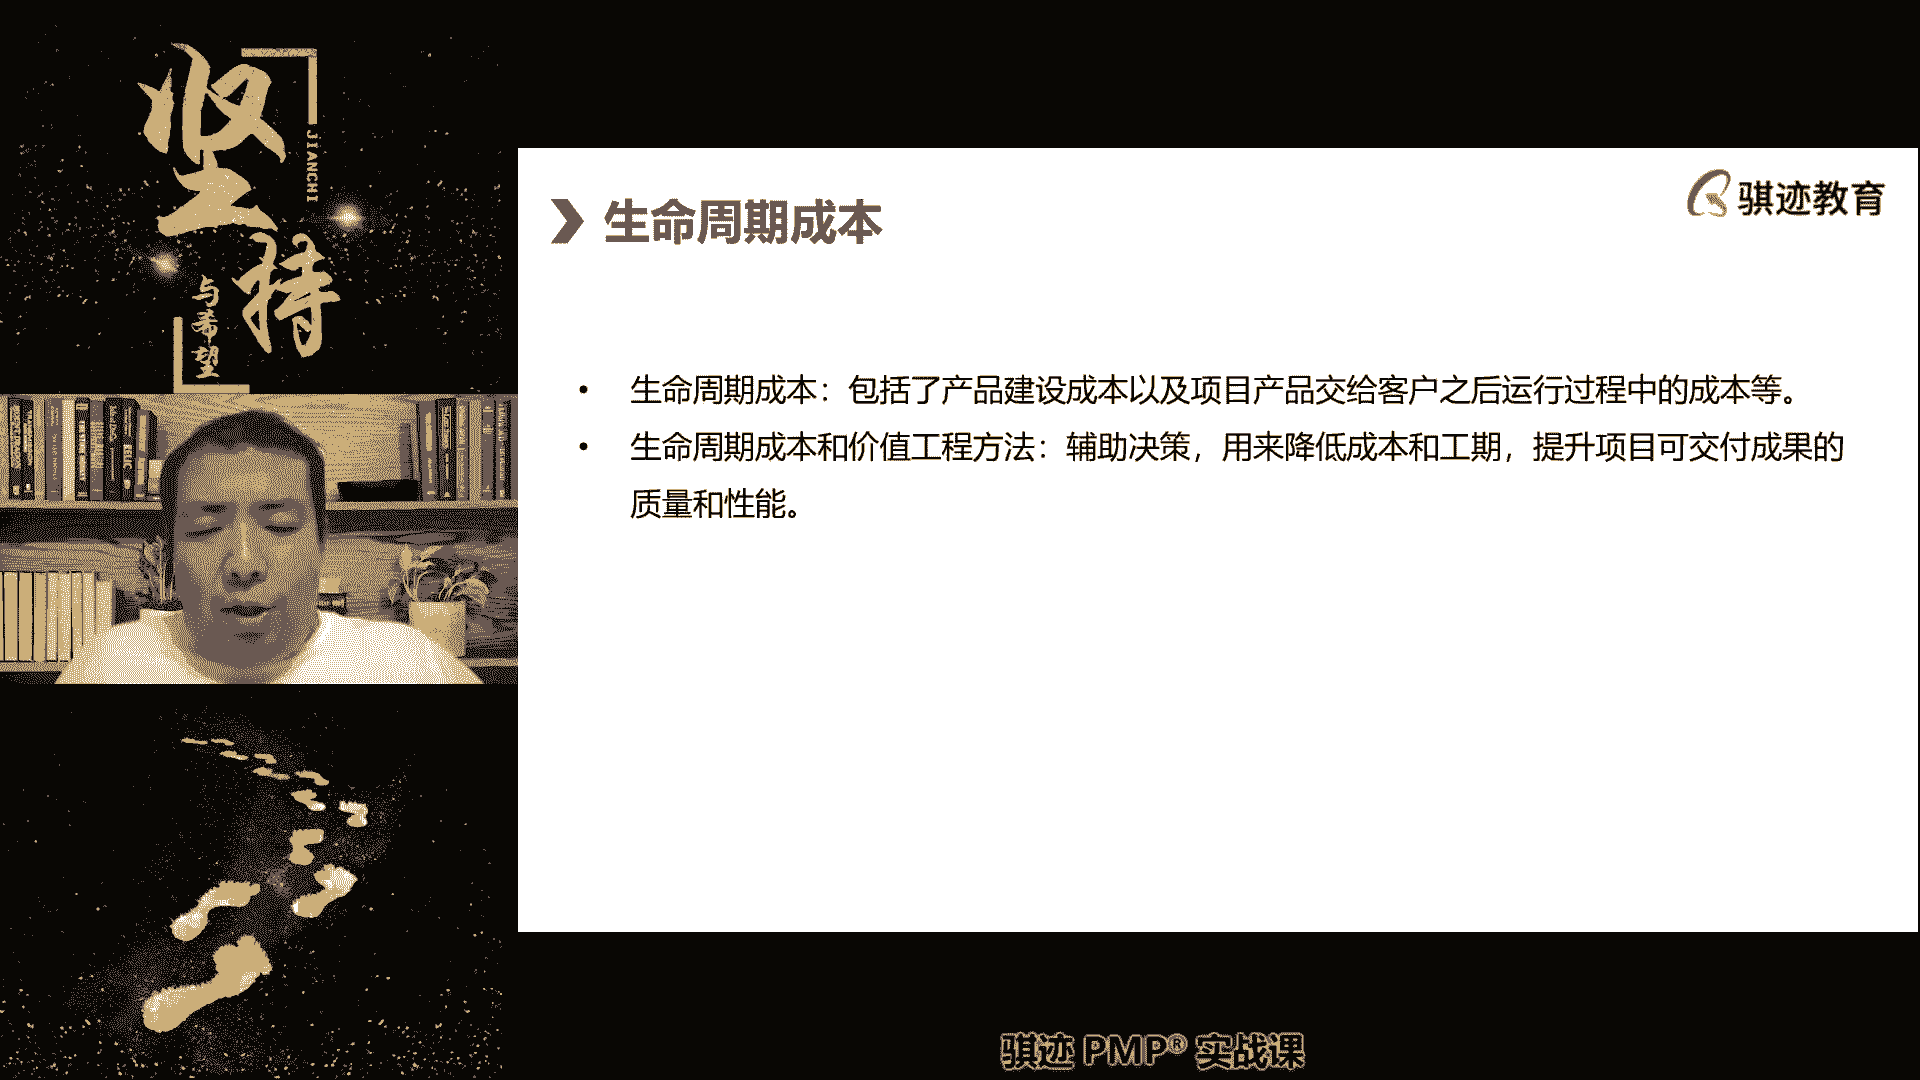 坚持
JIANCHI
与希望
骐迹教育
生命周期成本
• 生命周期成本：包括了产品建设成本以及项目产品交给客户之后运行过程中的成本等。
• 生命周期成本和价值工程方法：辅助决策，用来降低成本和工期，提升项目可交付成果的
质量和性能。
骐迹 PMP® 实战课